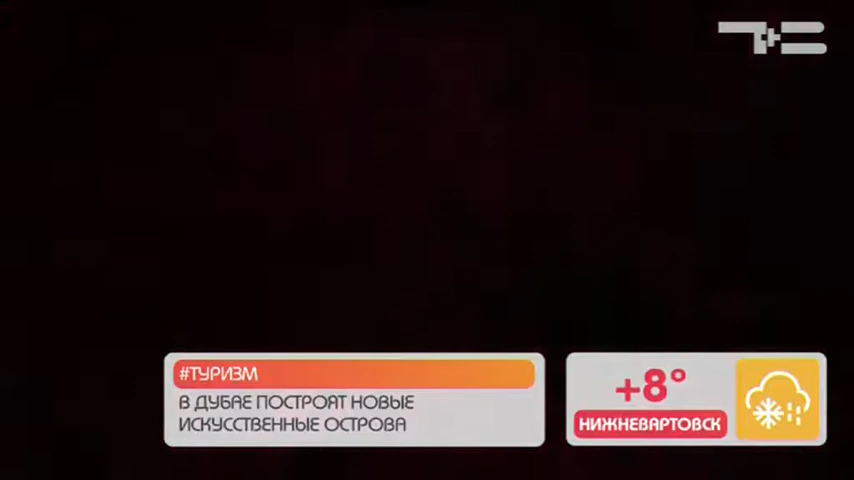 #ТУРИЗМ
В ДУБАЕ ПОСТРОЯТ НОВЫЕ
ИСКУССТВЕННЫЕ ОСТРОВА
+8°
НИЖНЕВАРТОВСК